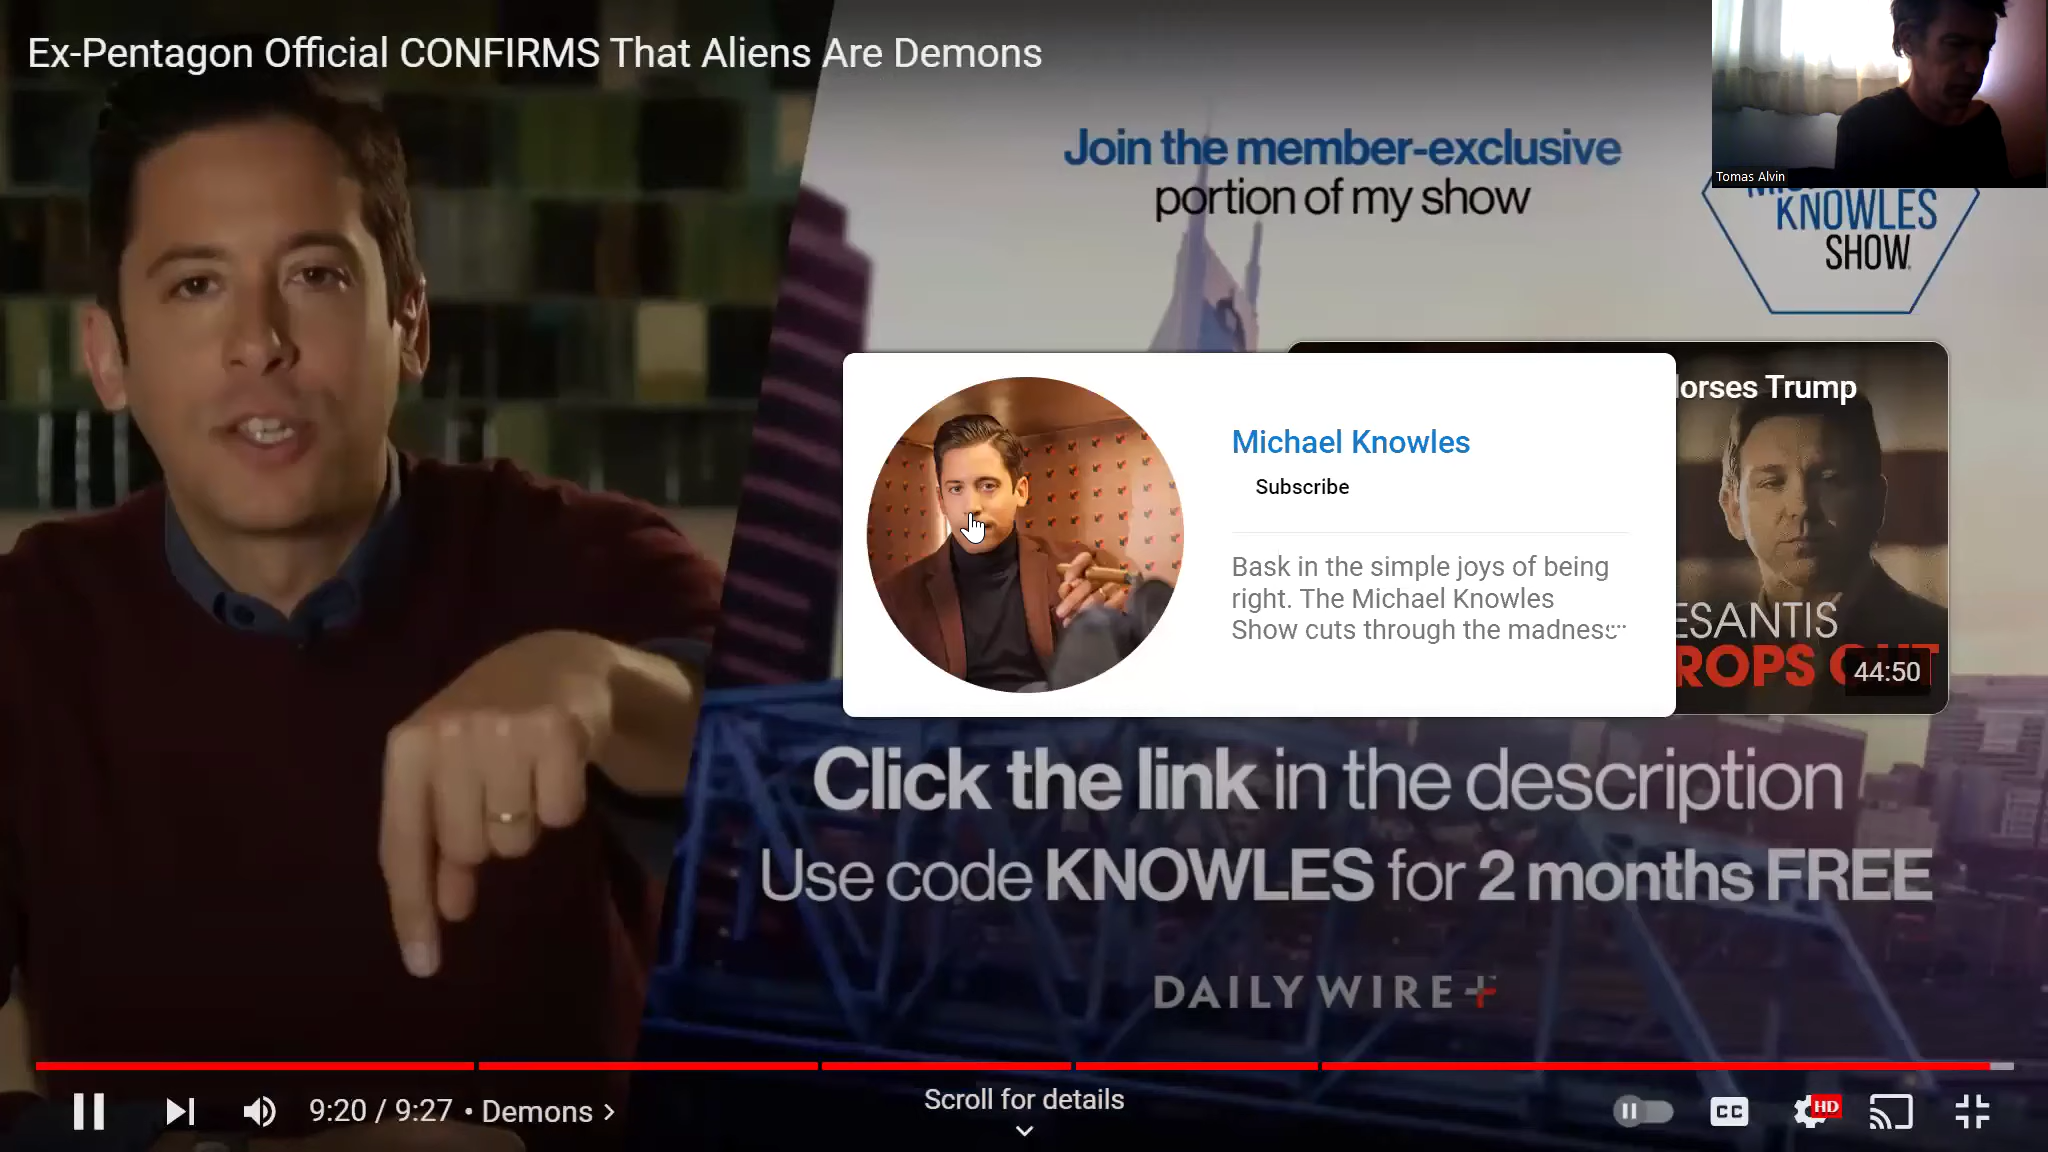 Ex-Pentagon Official CONFIRMS That Aliens Are Demons
Tomas Alvin
Join the member-exclusive
portion of my show
KNOWLES
SHOW
orses Trump
Michael Knowles
Subscribe
Bask in the simple joys of being
right. The Michael Knowles
Show cuts through the madness...
ESANTIS
ROPS OUT
44:50
Click the link in the description
Use code KNOWLES for 2 months FREE
DAILY WIRE+
9:20 / 9:27 • Demons
Scroll for details
CC
HD